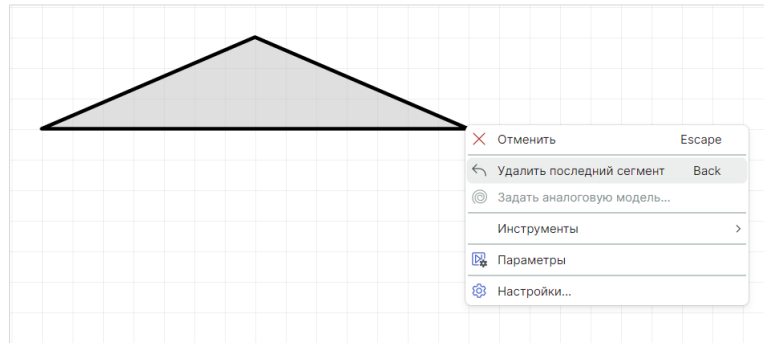 Отменить Escape
Удалить последний сегмент Back
Задать аналоговую модель...
Инструменты
Параметры
Настройки...